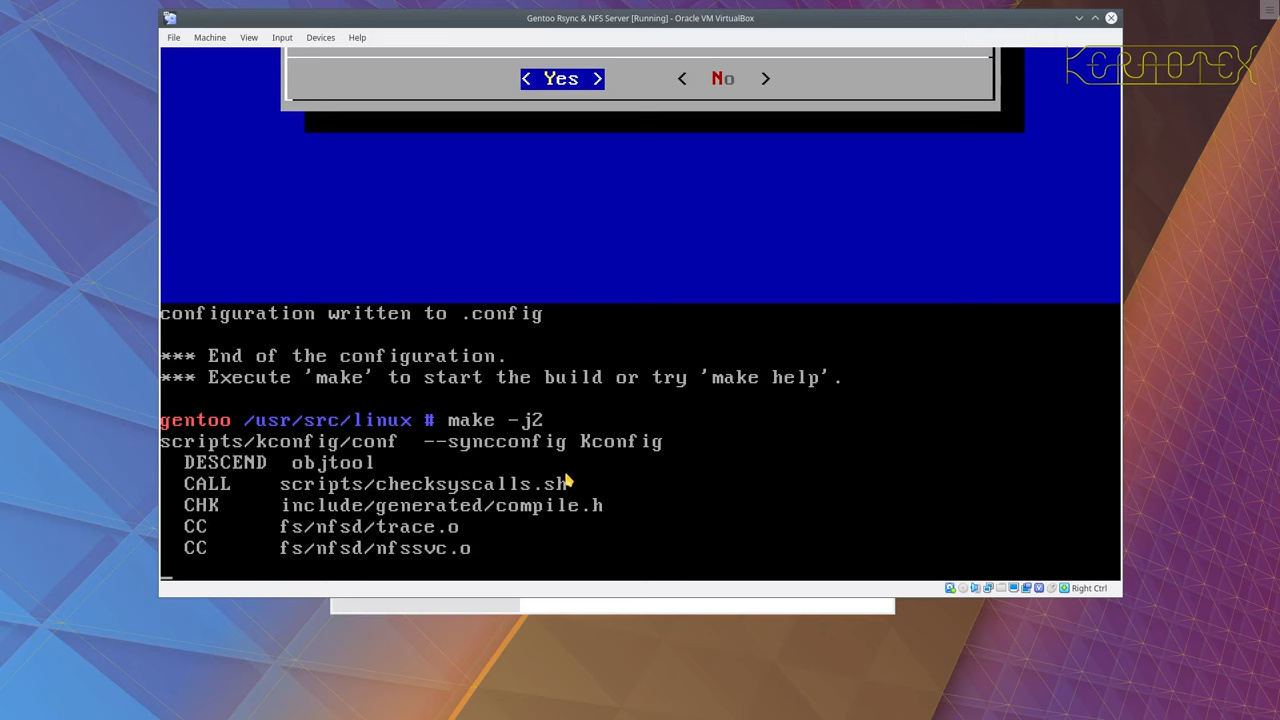 Gentoo Rsync & NFS Server [Running] - Oracle VM VirtualBox
File Machine View Input Devices Help
KERNOTEX
< Yes > < No >
configuration written to .config
*** End of the configuration.
*** Execute 'make' to start the build or try 'make help'.
gentoo /usr/src/linux # make -j2
scripts/kconfig/conf --syncconfig Kconfig
DESCEND objtool
CALL scripts/checksyscalls.sh
CHK include/generated/compile.h
CC fs/nfsd/trace.o
CC fs/nfsd/nfssvc.o
Right Ctrl